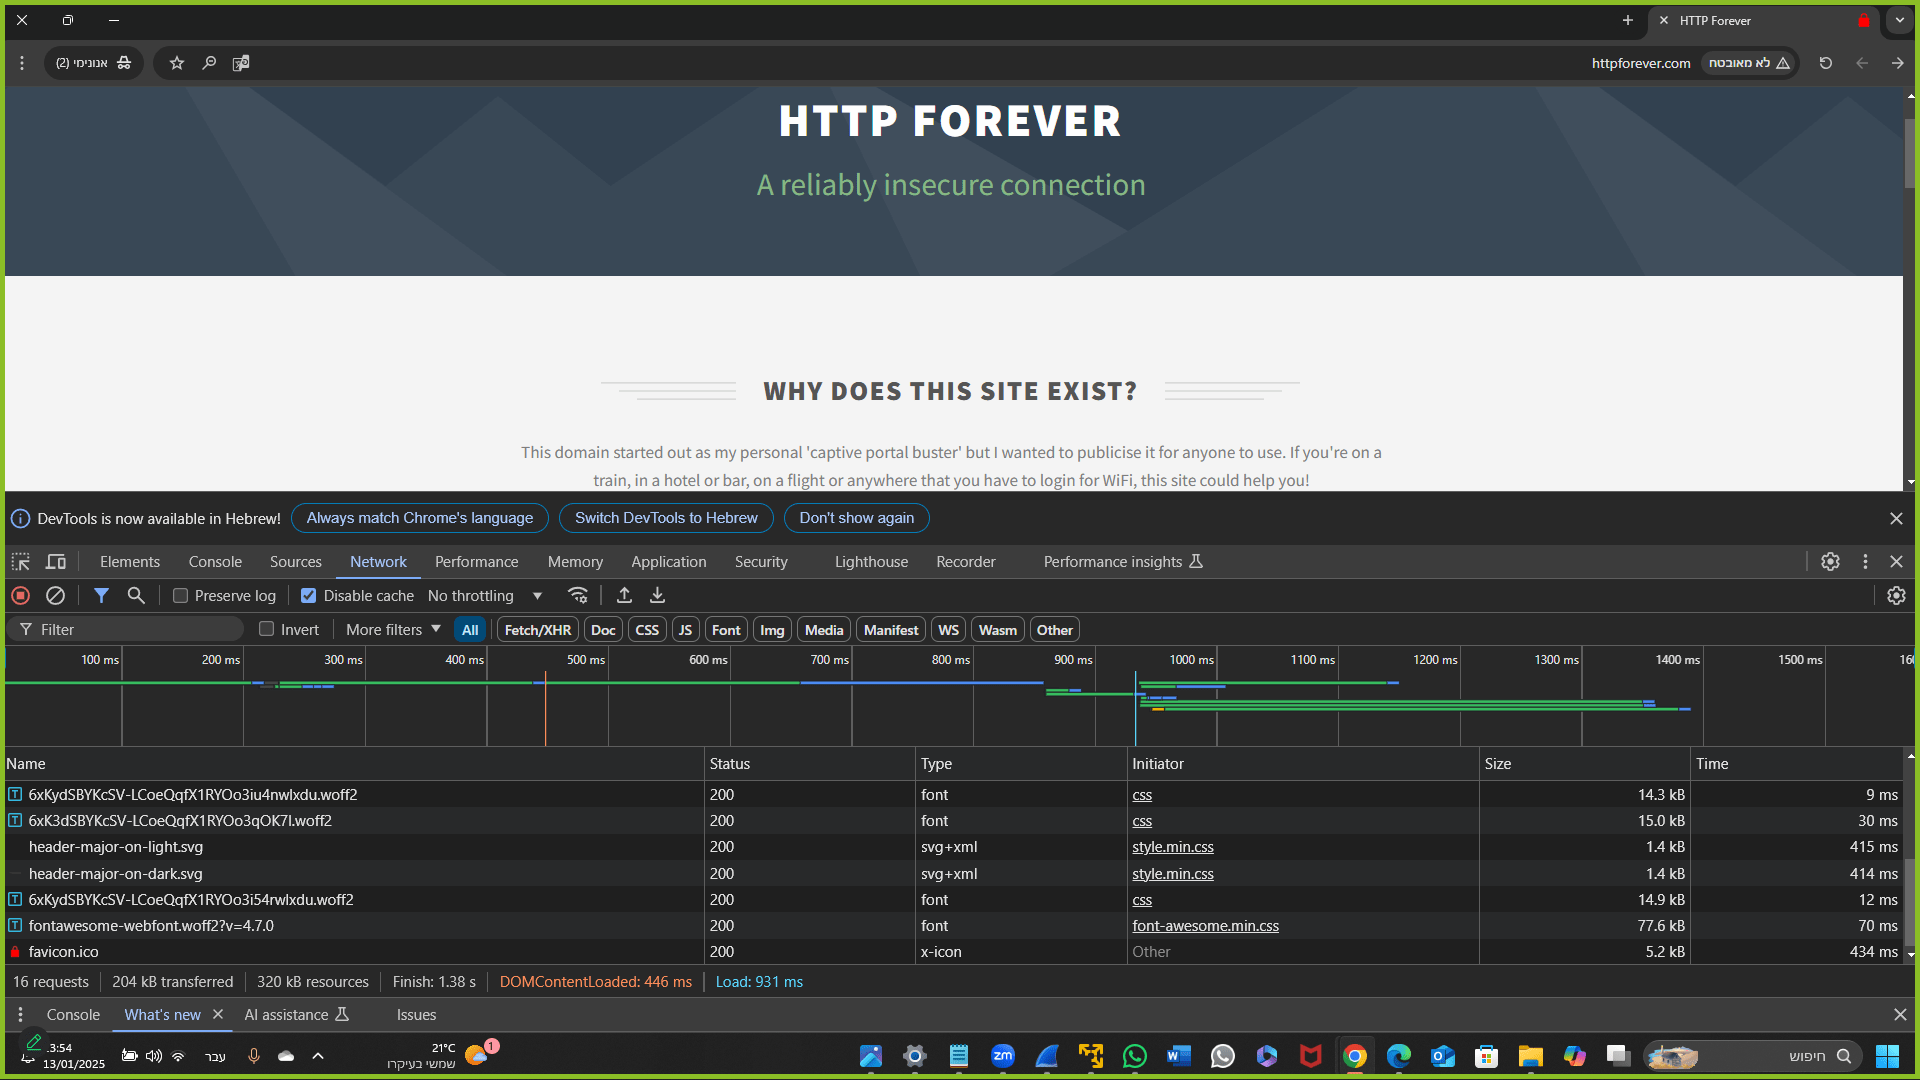 HTTP Forever
אנונימי (2)
httpforever.com
לא מאובטח
HTTP FOREVER
A reliably insecure connection
WHY DOES THIS SITE EXIST?
This domain started out as my personal 'captive portal buster' but I wanted to publicise it for anyone to use. If you're on a
train, in a hotel or bar, on a flight or anywhere that you have to login for WiFi, this site could help you!
DevTools is now available in Hebrew! Always match Chrome's language Switch DevTools to Hebrew Don't show again
Elements Console Sources Network Performance Memory Application Security Lighthouse Recorder Performance insights
Preserve log Disable cache No throttling
Filter Invert More filters All Fetch/XHR Doc CSS JS Font Img Media Manifest WS Wasm Other
100 ms 200 ms 300 ms 400 ms 500 ms 600 ms 700 ms 800 ms 900 ms 1000 ms 1100 ms 1200 ms 1300 ms 1400 ms 1500 ms
Name Status Type Initiator Size Time
6xKydSBYKcSV-LCoeQqfX1RYOo3iu4nwlxdu.woff2 200 font css 14.3 kB 9 ms
6xK3dSBYKcSV-LCoeQqfX1RYOo3qOK7l.woff2 200 font css 15.0 kB 30 ms
header-major-on-light.svg 200 svg+xml style.min.css 1.4 kB 415 ms
header-major-on-dark.svg 200 svg+xml style.min.css 1.4 kB 414 ms
6xKydSBYKcSV-LCoeQqfX1RYOo3i54rwlxdu.woff2 200 font css 14.9 kB 12 ms
fontawesome-webfont.woff2?v=4.7.0 200 font font-awesome.min.css 77.6 kB 70 ms
favicon.ico 200 x-icon Other 5.2 kB 434 ms
16 requests 204 kB transferred 320 kB resources Finish: 1.38 s DOMContentLoaded: 446 ms Load: 931 ms
Console What's new AI assistance Issues
3:54
13/01/2025
עבר
21°C
שמשי בעיקרו
1
zm
חיפוש